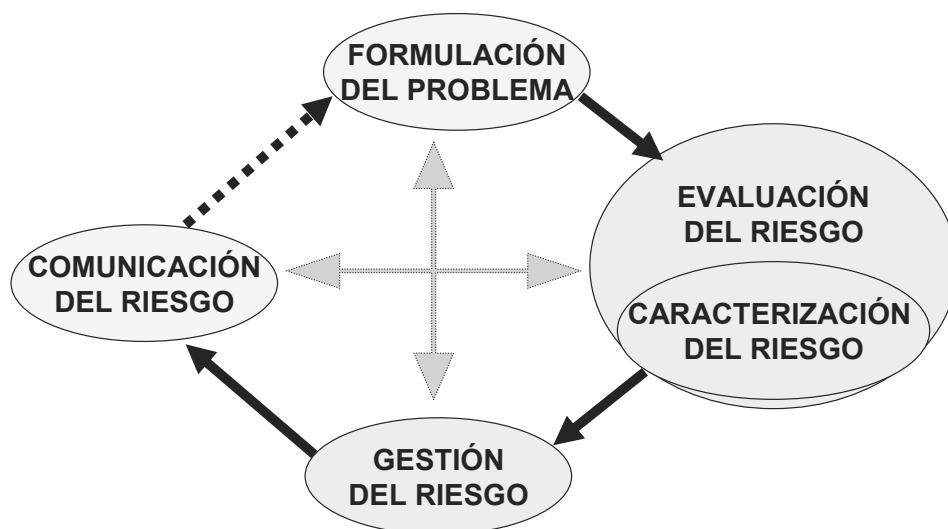 FORMULACIÓN
DEL PROBLEMA
EVALUACIÓN
DEL RIESGO
COMUNICACIÓN
DEL RIESGO
CARACTERIZACIÓN
DEL RIESGO
GESTIÓN
DEL RIESGO